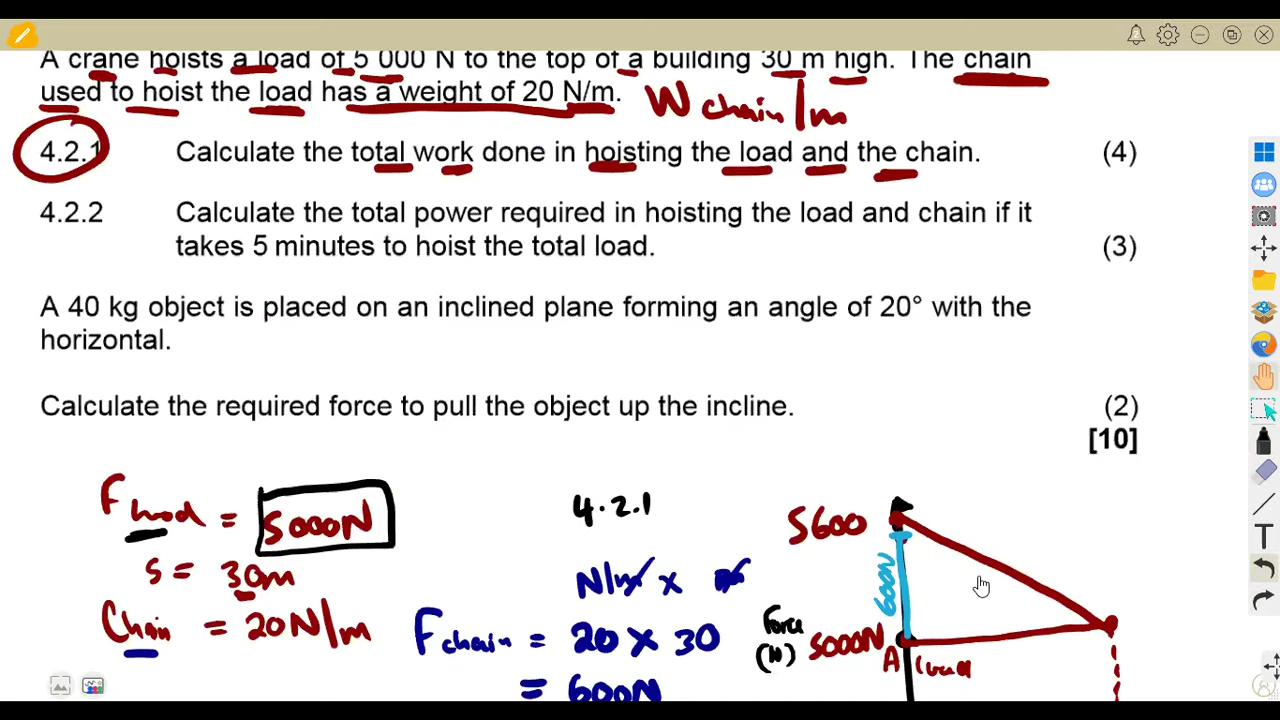 A crane hoists a load of 5 000 N to the top of a building 30 m high. The chain
used to hoist the load has a weight of 20 N/m. W chain/m
4.2.1 Calculate the total work done in hoisting the load and the chain. (4)
4.2.2 Calculate the total power required in hoisting the load and chain if it
takes 5 minutes to hoist the total load. (3)
A 40 kg object is placed on an inclined plane forming an angle of 20° with the
horizontal.
Calculate the required force to pull the object up the incline. (2)
[10]
F load = 5000N
s = 30m
Chain = 20N/m
4.2.1
N/m x m
Fchain = 20 x 30
= 600N
5600
600N
Force
(N)
5000N
A load
T